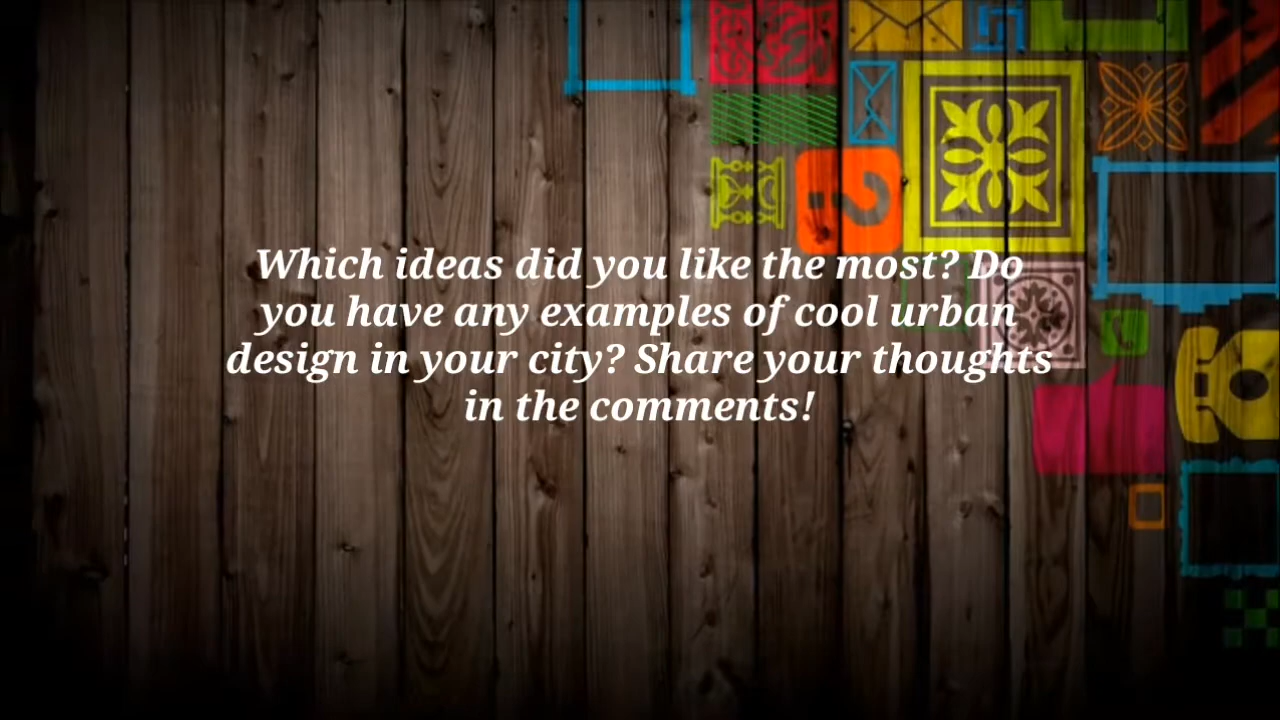 Which ideas did you like the most? Do
you have any examples of cool urban
design in your city? Share your thoughts
in the comments!